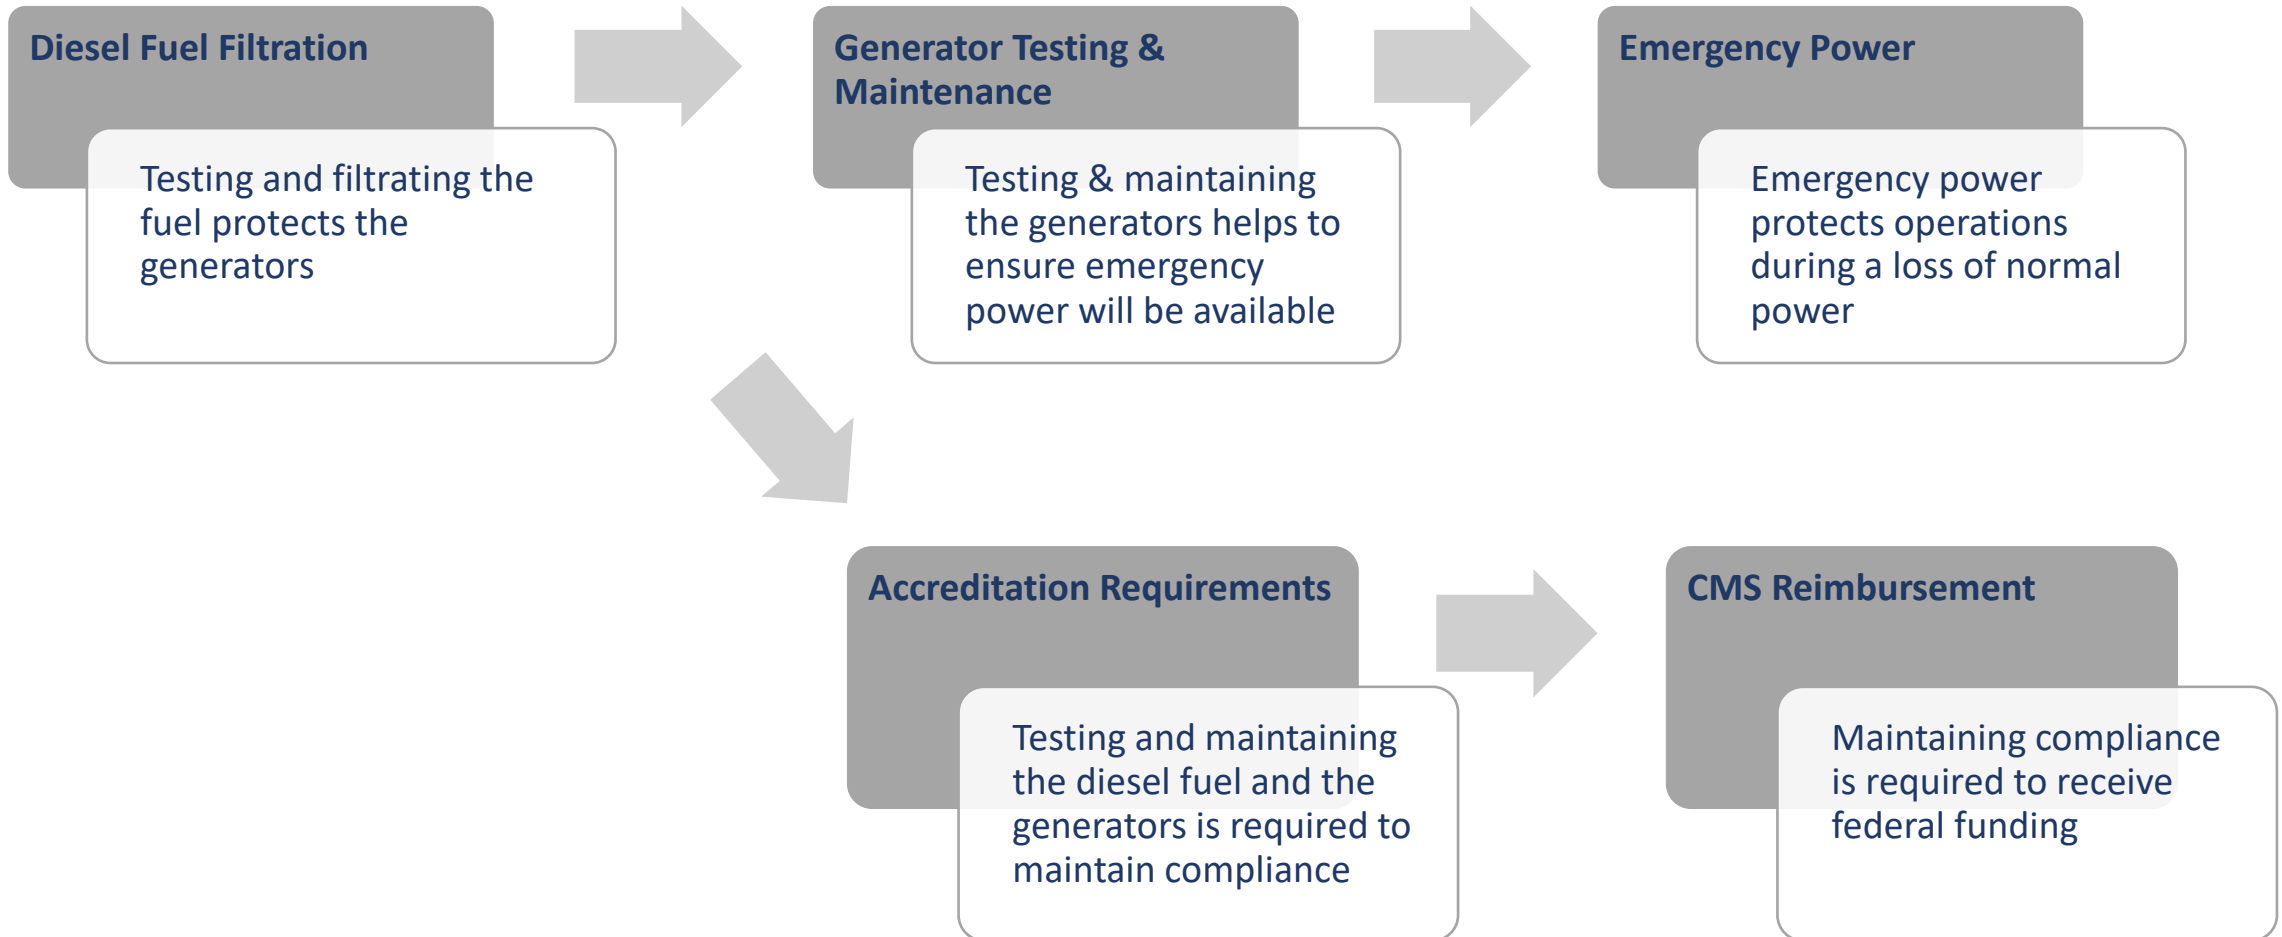 Diesel Fuel Filtration
Testing and filtrating the
fuel protects the
generators
Generator Testing &
Maintenance
Testing & maintaining
the generators helps to
ensure emergency
power will be available
Emergency Power
Emergency power
protects operations
during a loss of normal
power
Accreditation Requirements
Testing and maintaining
the diesel fuel and the
generators is required to
maintain compliance
CMS Reimbursement
Maintaining compliance
is required to receive
federal funding